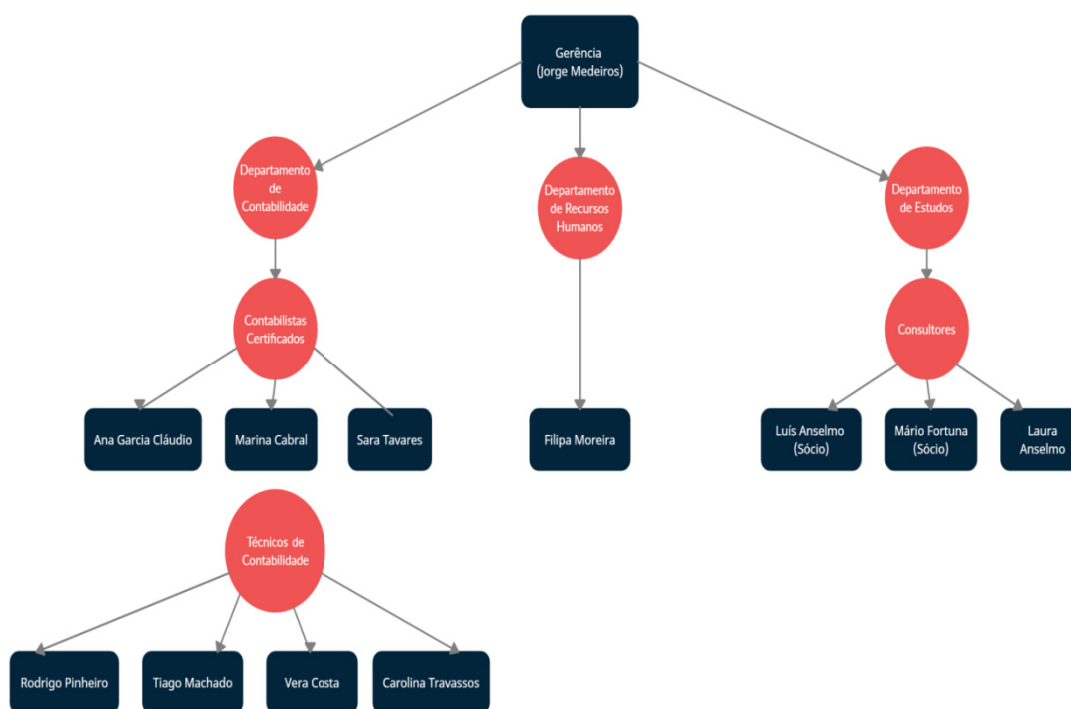 Gerência
(Jorge Medeiros)
Departamento
de
Contabilidade
Departamento
de Recursos
Humanos
Departamento
de Estudos
Contabilistas
Certificados
Consultores
Ana Garcia Cláudio
Marina Cabral
Sara Tavares
Filipa Moreira
Luís Anselmo
(Sócio)
Mário Fortuna
(Sócio)
Laura
Anselmo
Técnicos de
Contabilidade
Rodrigo Pinheiro
Tiago Machado
Vera Costa
Carolina Travassos